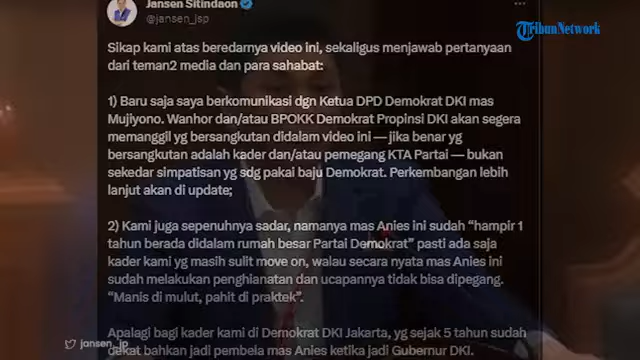 Jansen Sitindaon
@jansen_jsp
TribunNetwork
Sikap kami atas beredarnya video ini, sekaligus menjawab pertanyaan
dari teman2 media dan para sahabat:
1) Baru saja saya berkomunikasi dgn Ketua DPD Demokrat DKI mas
Mujiyono. Wanhor dan/atau BPOKK Demokrat Propinsi DKI akan segera
memanggil yg bersangkutan didalam video ini — jika benar yg
bersangkutan adalah kader dan/atau pemegang KTA Partai — bukan
sekedar simpatisan yg sdg pakai baju Demokrat. Perkembangan lebih
lanjut akan di update;
2) Kami juga sepenuhnya sadar, namanya mas Anies ini sudah “hampir 1
tahun berada didalam rumah besar Partai Demokrat” pasti ada saja
kader kami yg masih sulit move on, walau secara nyata mas Anies ini
sudah melakukan penghianatan dan ucapannya tidak bisa dipegang.
“Manis di mulut, pahit di praktek”.
Apalagi bagi kader kami di Demokrat DKI Jakarta, yg sejak 5 tahun sudah
dekat bahkan jadi pembela mas Anies ketika jadi Gubernur DKI.
jansen_jp